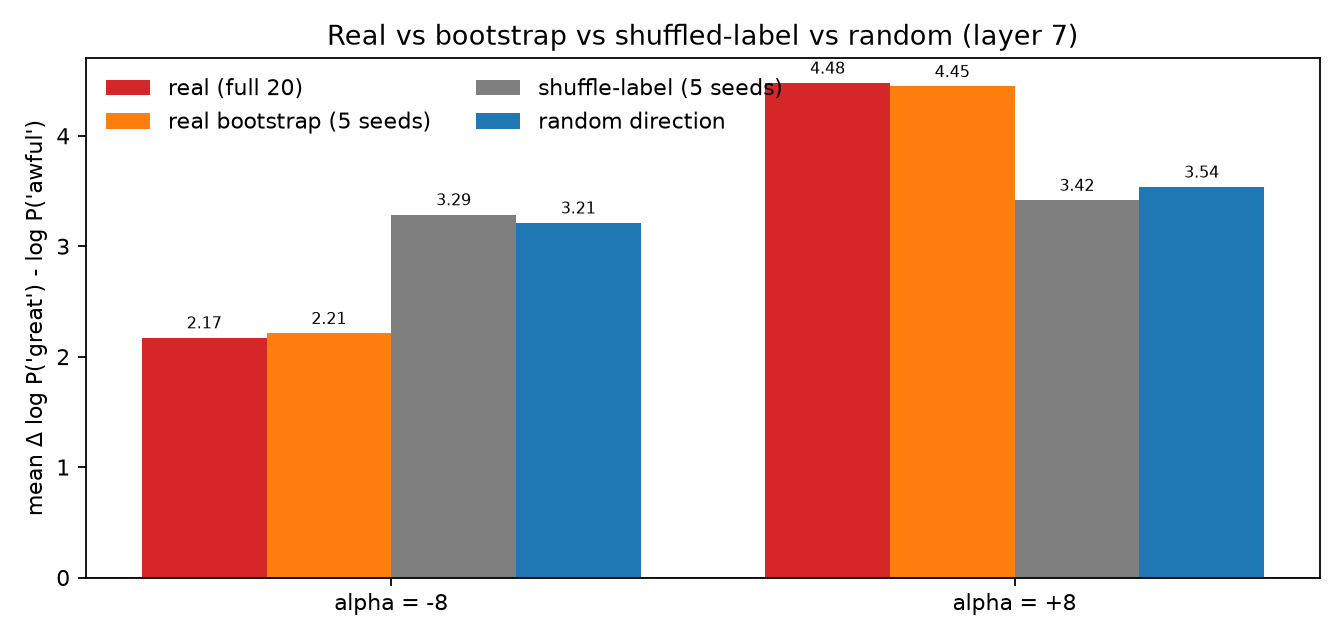 Real vs bootstrap vs shuffled-label vs random (layer 7)
mean Δ log P('great') - log P('awful')
real (full 20)
real bootstrap (5 seeds)
shuffle-label (5 seeds)
random direction
4
3
2
1
0
2.17
2.21
3.29
3.21
4.48
4.45
3.42
3.54
alpha = -8
alpha = +8